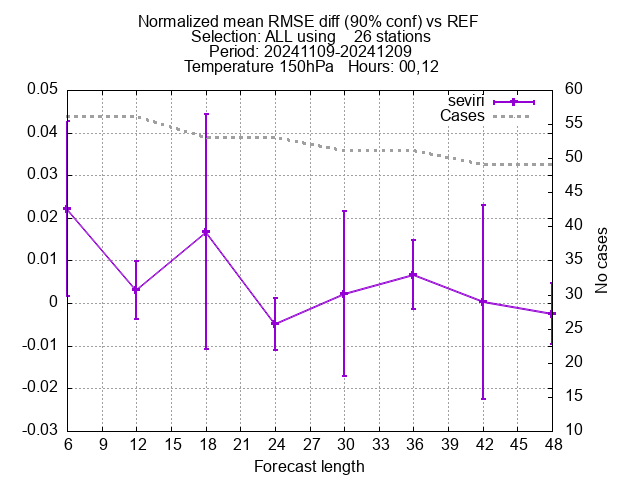 Normalized mean RMSE diff (90% conf) vs REF
Selection: ALL using    26 stations
Period: 20241109-20241209
Temperature 150hPa   Hours: 00,12
seviri
Cases
0.05
0.04
0.03
0.02
0.01
0
-0.01
-0.02
-0.03
60
55
50
45
40
35
30
25
20
15
10
No cases
6 9 12 15 18 21 24 27 30 33 36 39 42 45 48
Forecast length